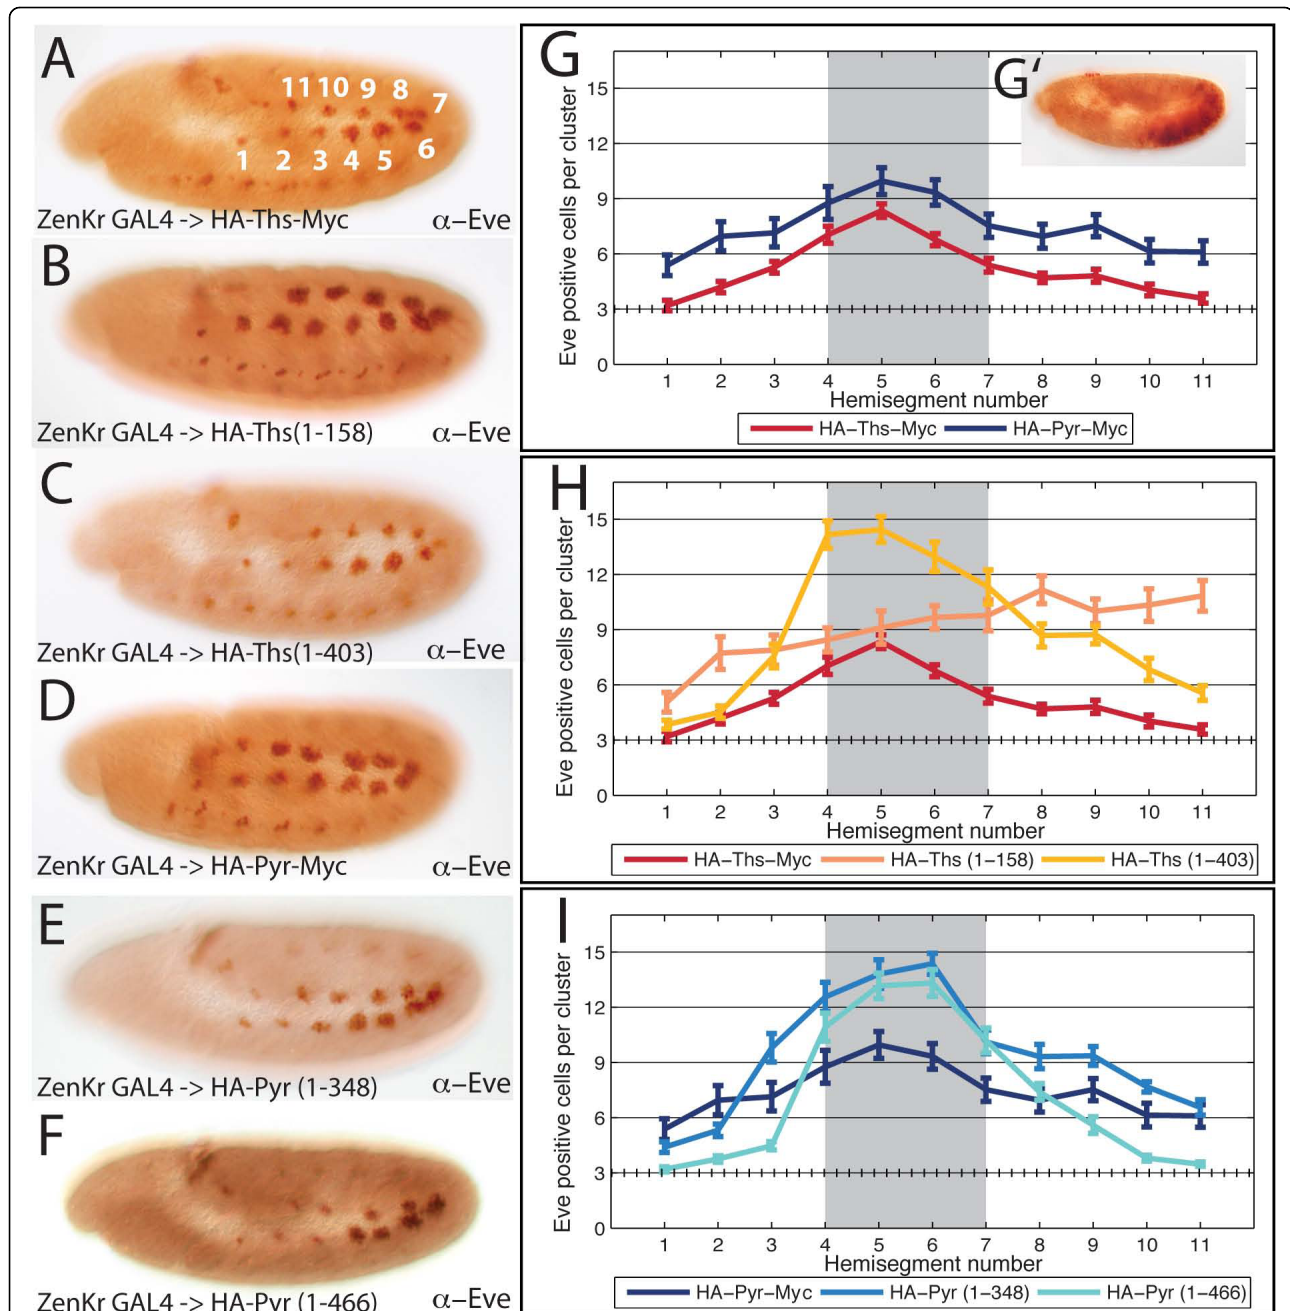 A
11 10 9 8 7
1 2 3 4 5 6
ZenKr GAL4 -> HA-Ths-Myc α–Eve
B
ZenKr GAL4 -> HA-Ths(1-158) α–Eve
C
ZenKr GAL4 -> HA-Ths(1-403) α–Eve
D
ZenKr GAL4 -> HA-Pyr-Myc α–Eve
E
ZenKr GAL4 -> HA-Pyr (1-348) α–Eve
F
ZenKr GAL4 -> HA-Pyr (1-466) α–Eve
G
G‘
Eve positive cells per cluster
15
12
9
6
3
0
1 2 3 4 5 6 7 8 9 10 11
Hemisegment number
HA–Ths–Myc HA–Pyr–Myc
H
Eve positive cells per cluster
15
12
9
6
3
0
1 2 3 4 5 6 7 8 9 10 11
Hemisegment number
HA–Ths–Myc HA–Ths (1–158) HA–Ths (1–403)
I
Eve positive cells per cluster
15
12
9
6
3
0
1 2 3 4 5 6 7 8 9 10 11
Hemisegment number
HA–Pyr–Myc HA–Pyr (1–348) HA–Pyr (1–466)